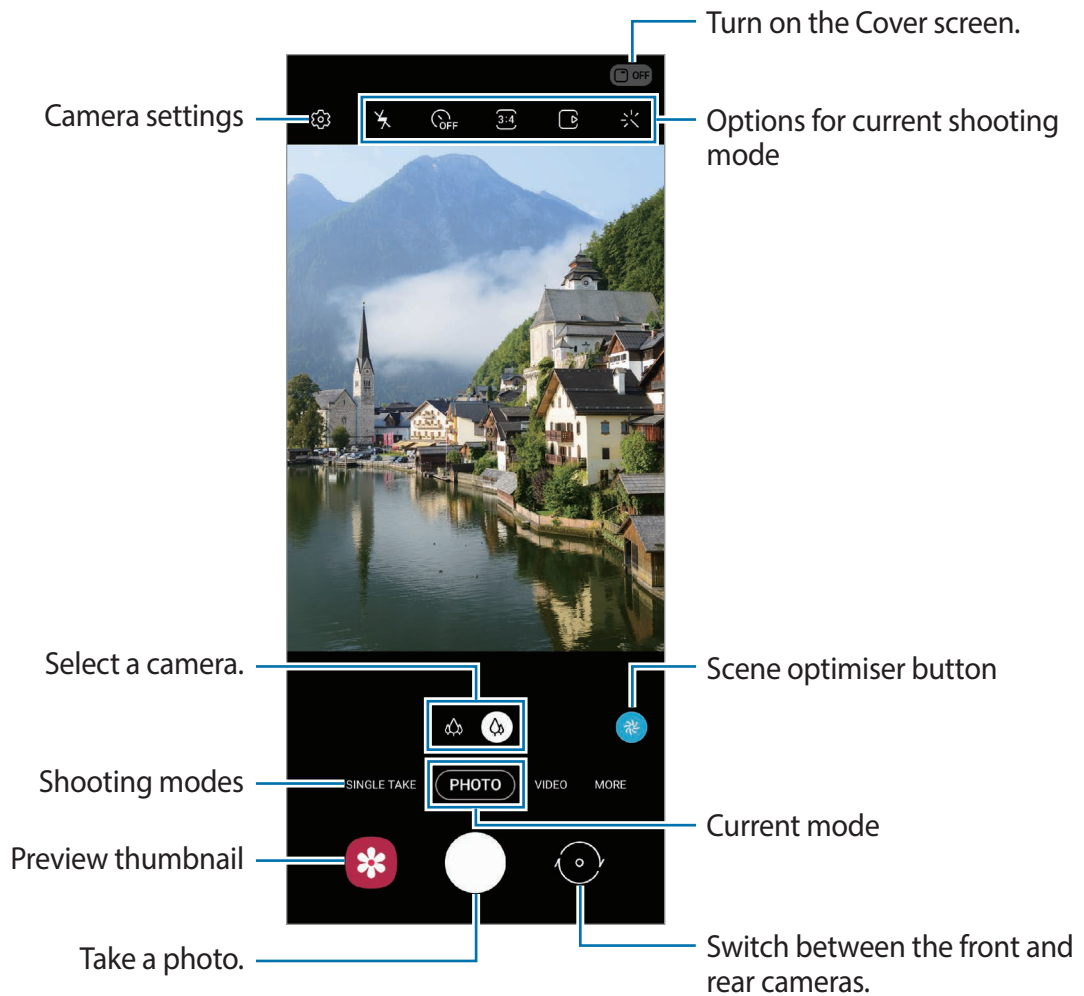 Turn on the Cover screen.
OFF
Camera settings
OFF
3:4
Options for current shooting
mode
Select a camera.
Scene optimiser button
Shooting modes
SINGLE TAKE
PHOTO
VIDEO
MORE
Current mode
Preview thumbnail
Take a photo.
Switch between the front and
rear cameras.